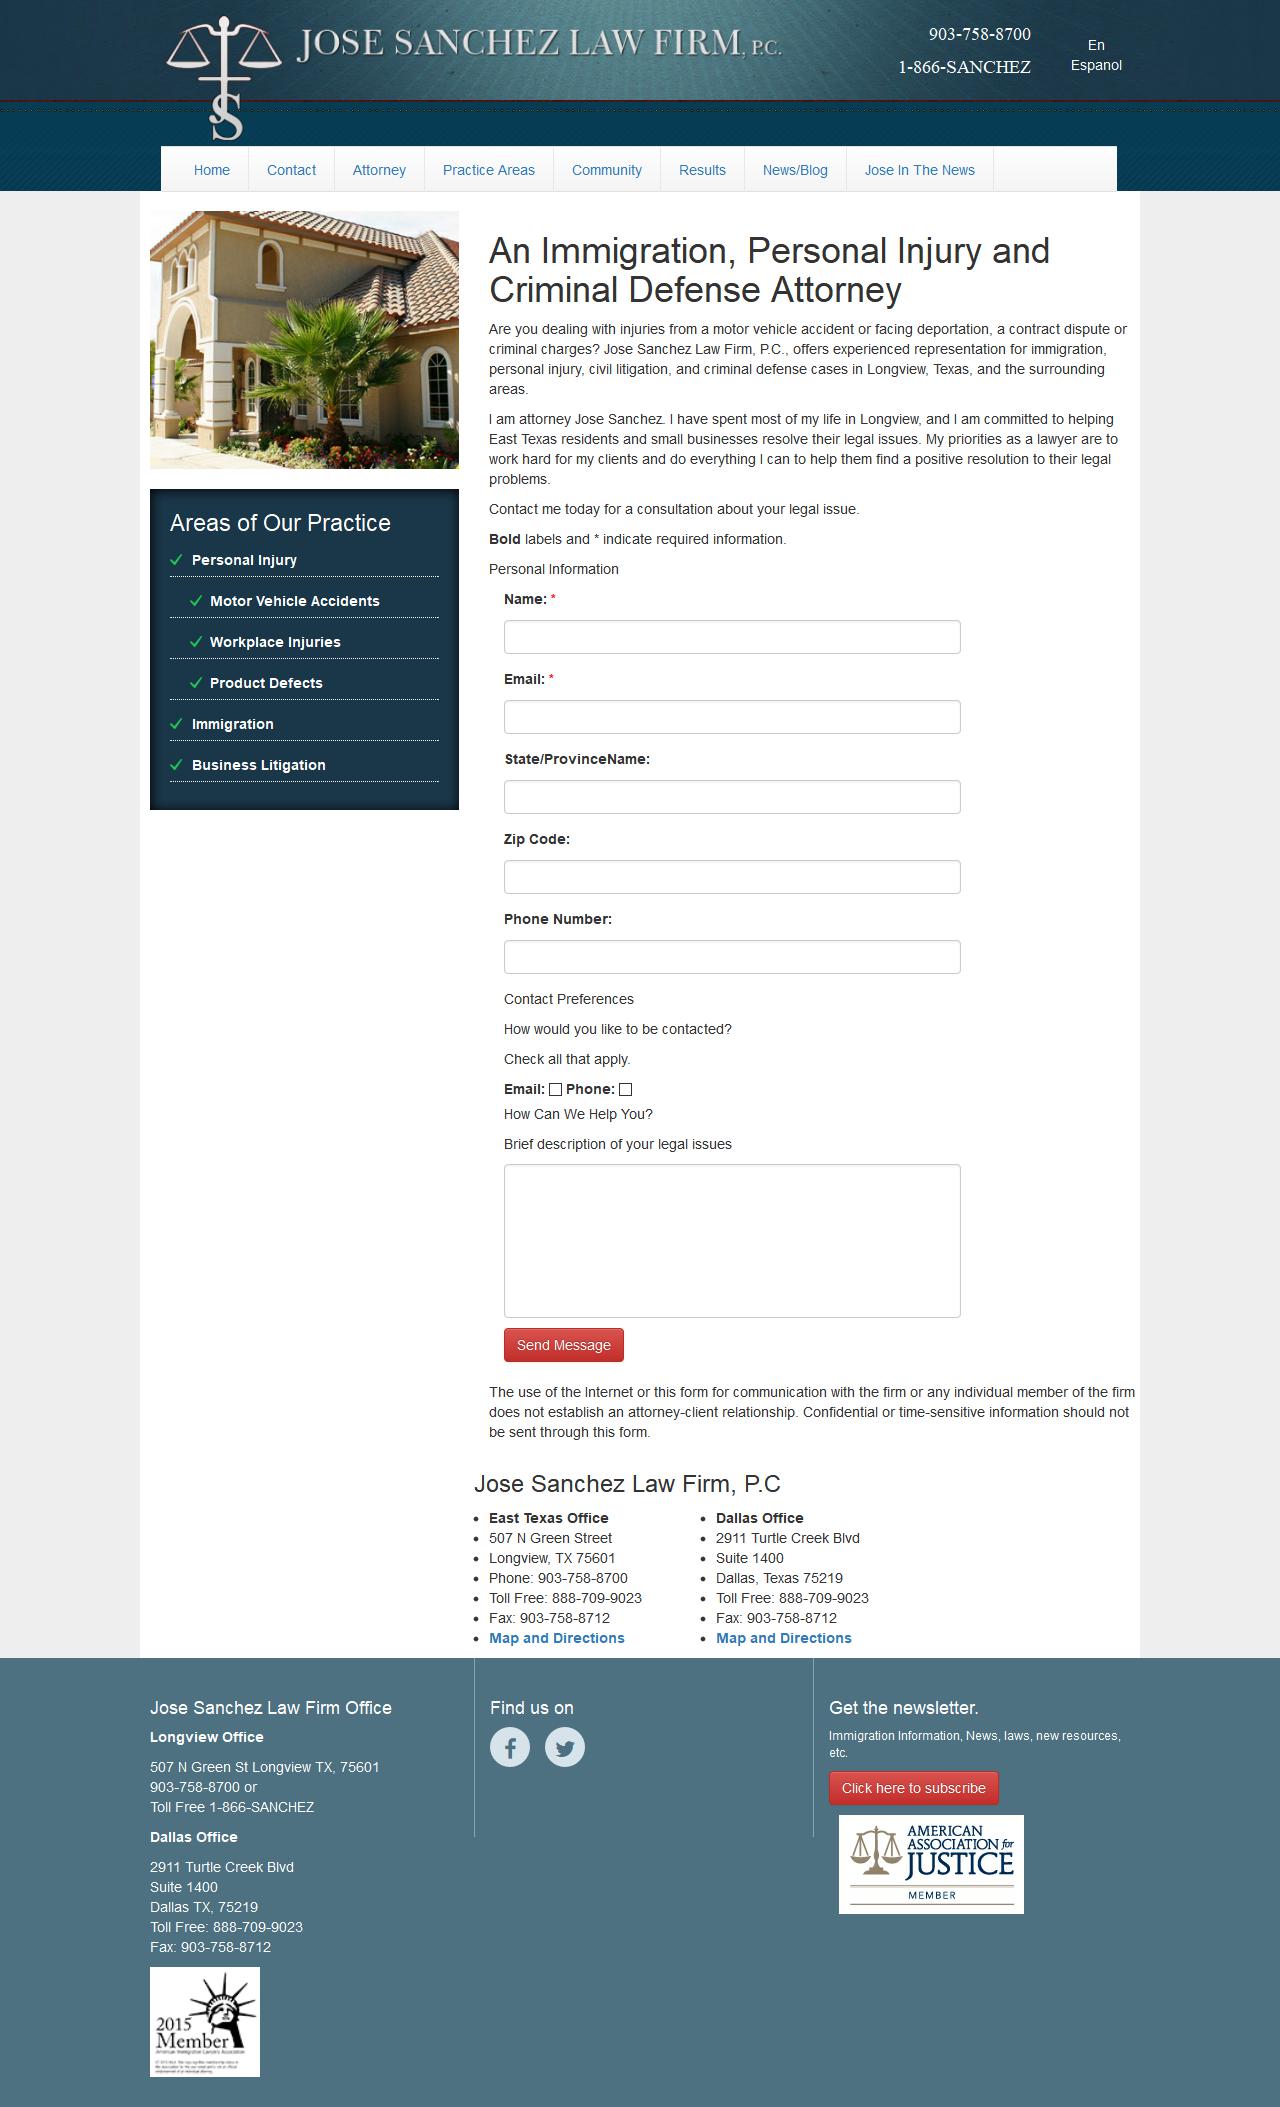 JOSE SANCHEZ LAW FIRM, P.C.
903-758-8700
1-866-SANCHEZ
En
Espanol
JS
Home Contact Attorney Practice Areas Community Results News/Blog Jose In The News
An Immigration, Personal Injury and
Criminal Defense Attorney
Are you dealing with injuries from a motor vehicle accident or facing deportation, a contract dispute or
criminal charges? Jose Sanchez Law Firm, P.C., offers experienced representation for immigration,
personal injury, civil litigation, and criminal defense cases in Longview, Texas, and the surrounding
areas.
I am attorney Jose Sanchez. I have spent most of my life in Longview, and I am committed to helping
East Texas residents and small businesses resolve their legal issues. My priorities as a lawyer are to
work hard for my clients and do everything I can to help them find a positive resolution to their legal
problems.
Contact me today for a consultation about your legal issue.
Bold labels and * indicate required information.
Personal Information
Name: *
Email: *
State/ProvinceName:
Zip Code:
Phone Number:
Contact Preferences
How would you like to be contacted?
Check all that apply.
Email: Phone:
How Can We Help You?
Brief description of your legal issues
Send Message
The use of the Internet or this form for communication with the firm or any individual member of the firm
does not establish an attorney-client relationship. Confidential or time-sensitive information should not
be sent through this form.
Areas of Our Practice
Personal Injury
Motor Vehicle Accidents
Workplace Injuries
Product Defects
Immigration
Business Litigation
Jose Sanchez Law Firm, P.C
East Texas Office
507 N Green Street
Longview, TX 75601
Phone: 903-758-8700
Toll Free: 888-709-9023
Fax: 903-758-8712
Map and Directions
Dallas Office
2911 Turtle Creek Blvd
Suite 1400
Dallas, Texas 75219
Toll Free: 888-709-9023
Fax: 903-758-8712
Map and Directions
Jose Sanchez Law Firm Office
Longview Office
507 N Green St Longview TX, 75601
903-758-8700 or
Toll Free 1-866-SANCHEZ
Dallas Office
2911 Turtle Creek Blvd
Suite 1400
Dallas TX, 75219
Toll Free: 888-709-9023
Fax: 903-758-8712
2015
Member
American Immigration Lawyers Association
Find us on
Get the newsletter.
Immigration Information, News, laws, new resources,
etc.
Click here to subscribe
AMERICAN
ASSOCIATION for
JUSTICE
MEMBER